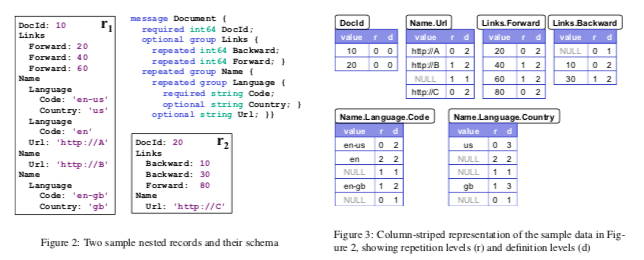 DocId: 10 r1
Links
Forward: 20
Forward: 40
Forward: 60
Name
Language
Code: 'en-us'
Country: 'us'
Language
Code: 'en'
Url: 'http://A'
Name
Url: 'http://B'
Name
Language
Code: 'en-gb'
Country: 'gb'
message Document {
required int64 DocId;
optional group Links {
repeated int64 Backward;
repeated int64 Forward; }
repeated group Name {
repeated group Language {
required string Code;
optional string Country; }
optional string Url; }}
DocId: 20 r2
Links
Backward: 10
Backward: 30
Forward: 80
Name
Url: 'http://C'
Figure 2: Two sample nested records and their schema
DocId
value r d
10 0 0
20 0 0
Name.Url
value r d
http://A 0 2
http://B 1 2
NULL 1 1
http://C 0 2
Links.Forward
value r d
20 0 2
40 1 2
60 1 2
80 0 2
Links.Backward
value r d
NULL 0 1
10 0 2
30 1 2
Name.Language.Code
value r d
en-us 0 2
en 2 2
NULL 1 1
en-gb 1 2
NULL 0 1
Name.Language.Country
value r d
us 0 3
NULL 2 2
NULL 1 1
gb 1 3
NULL 0 1
Figure 3: Column-striped representation of the sample data in Fig-
ure 2, showing repetition levels (r) and definition levels (d)